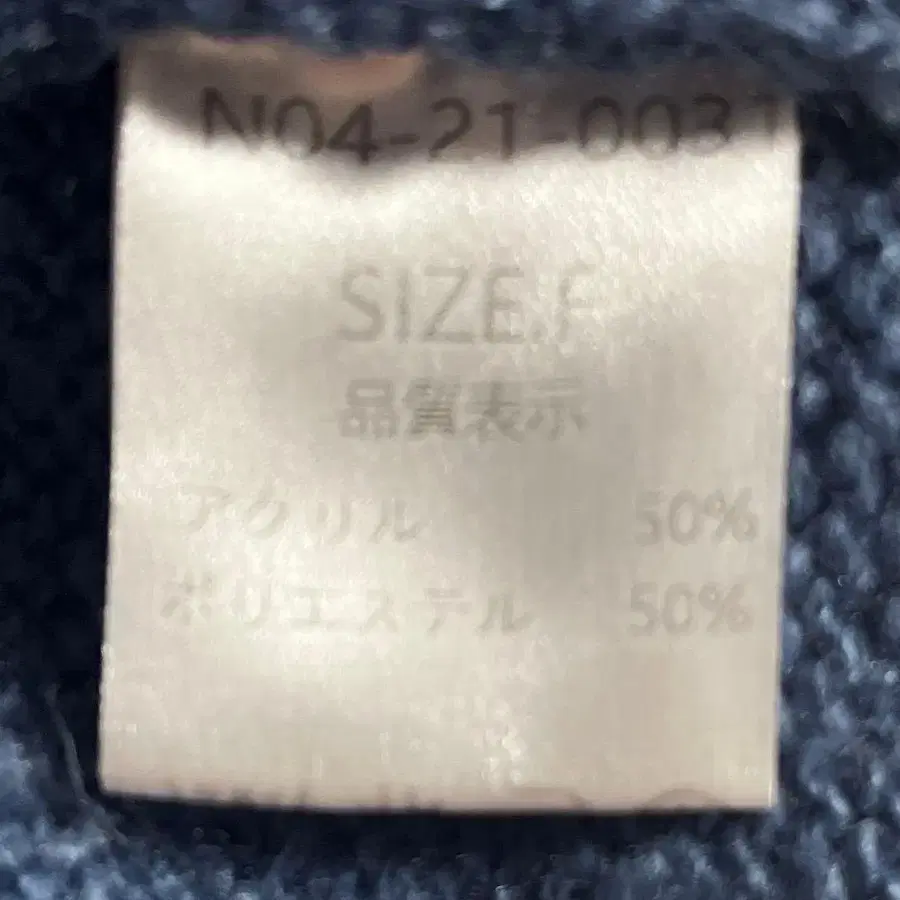 N04-21-0031
SIZE.F
品質表示
アクリル 50%
ポリエステル 50%